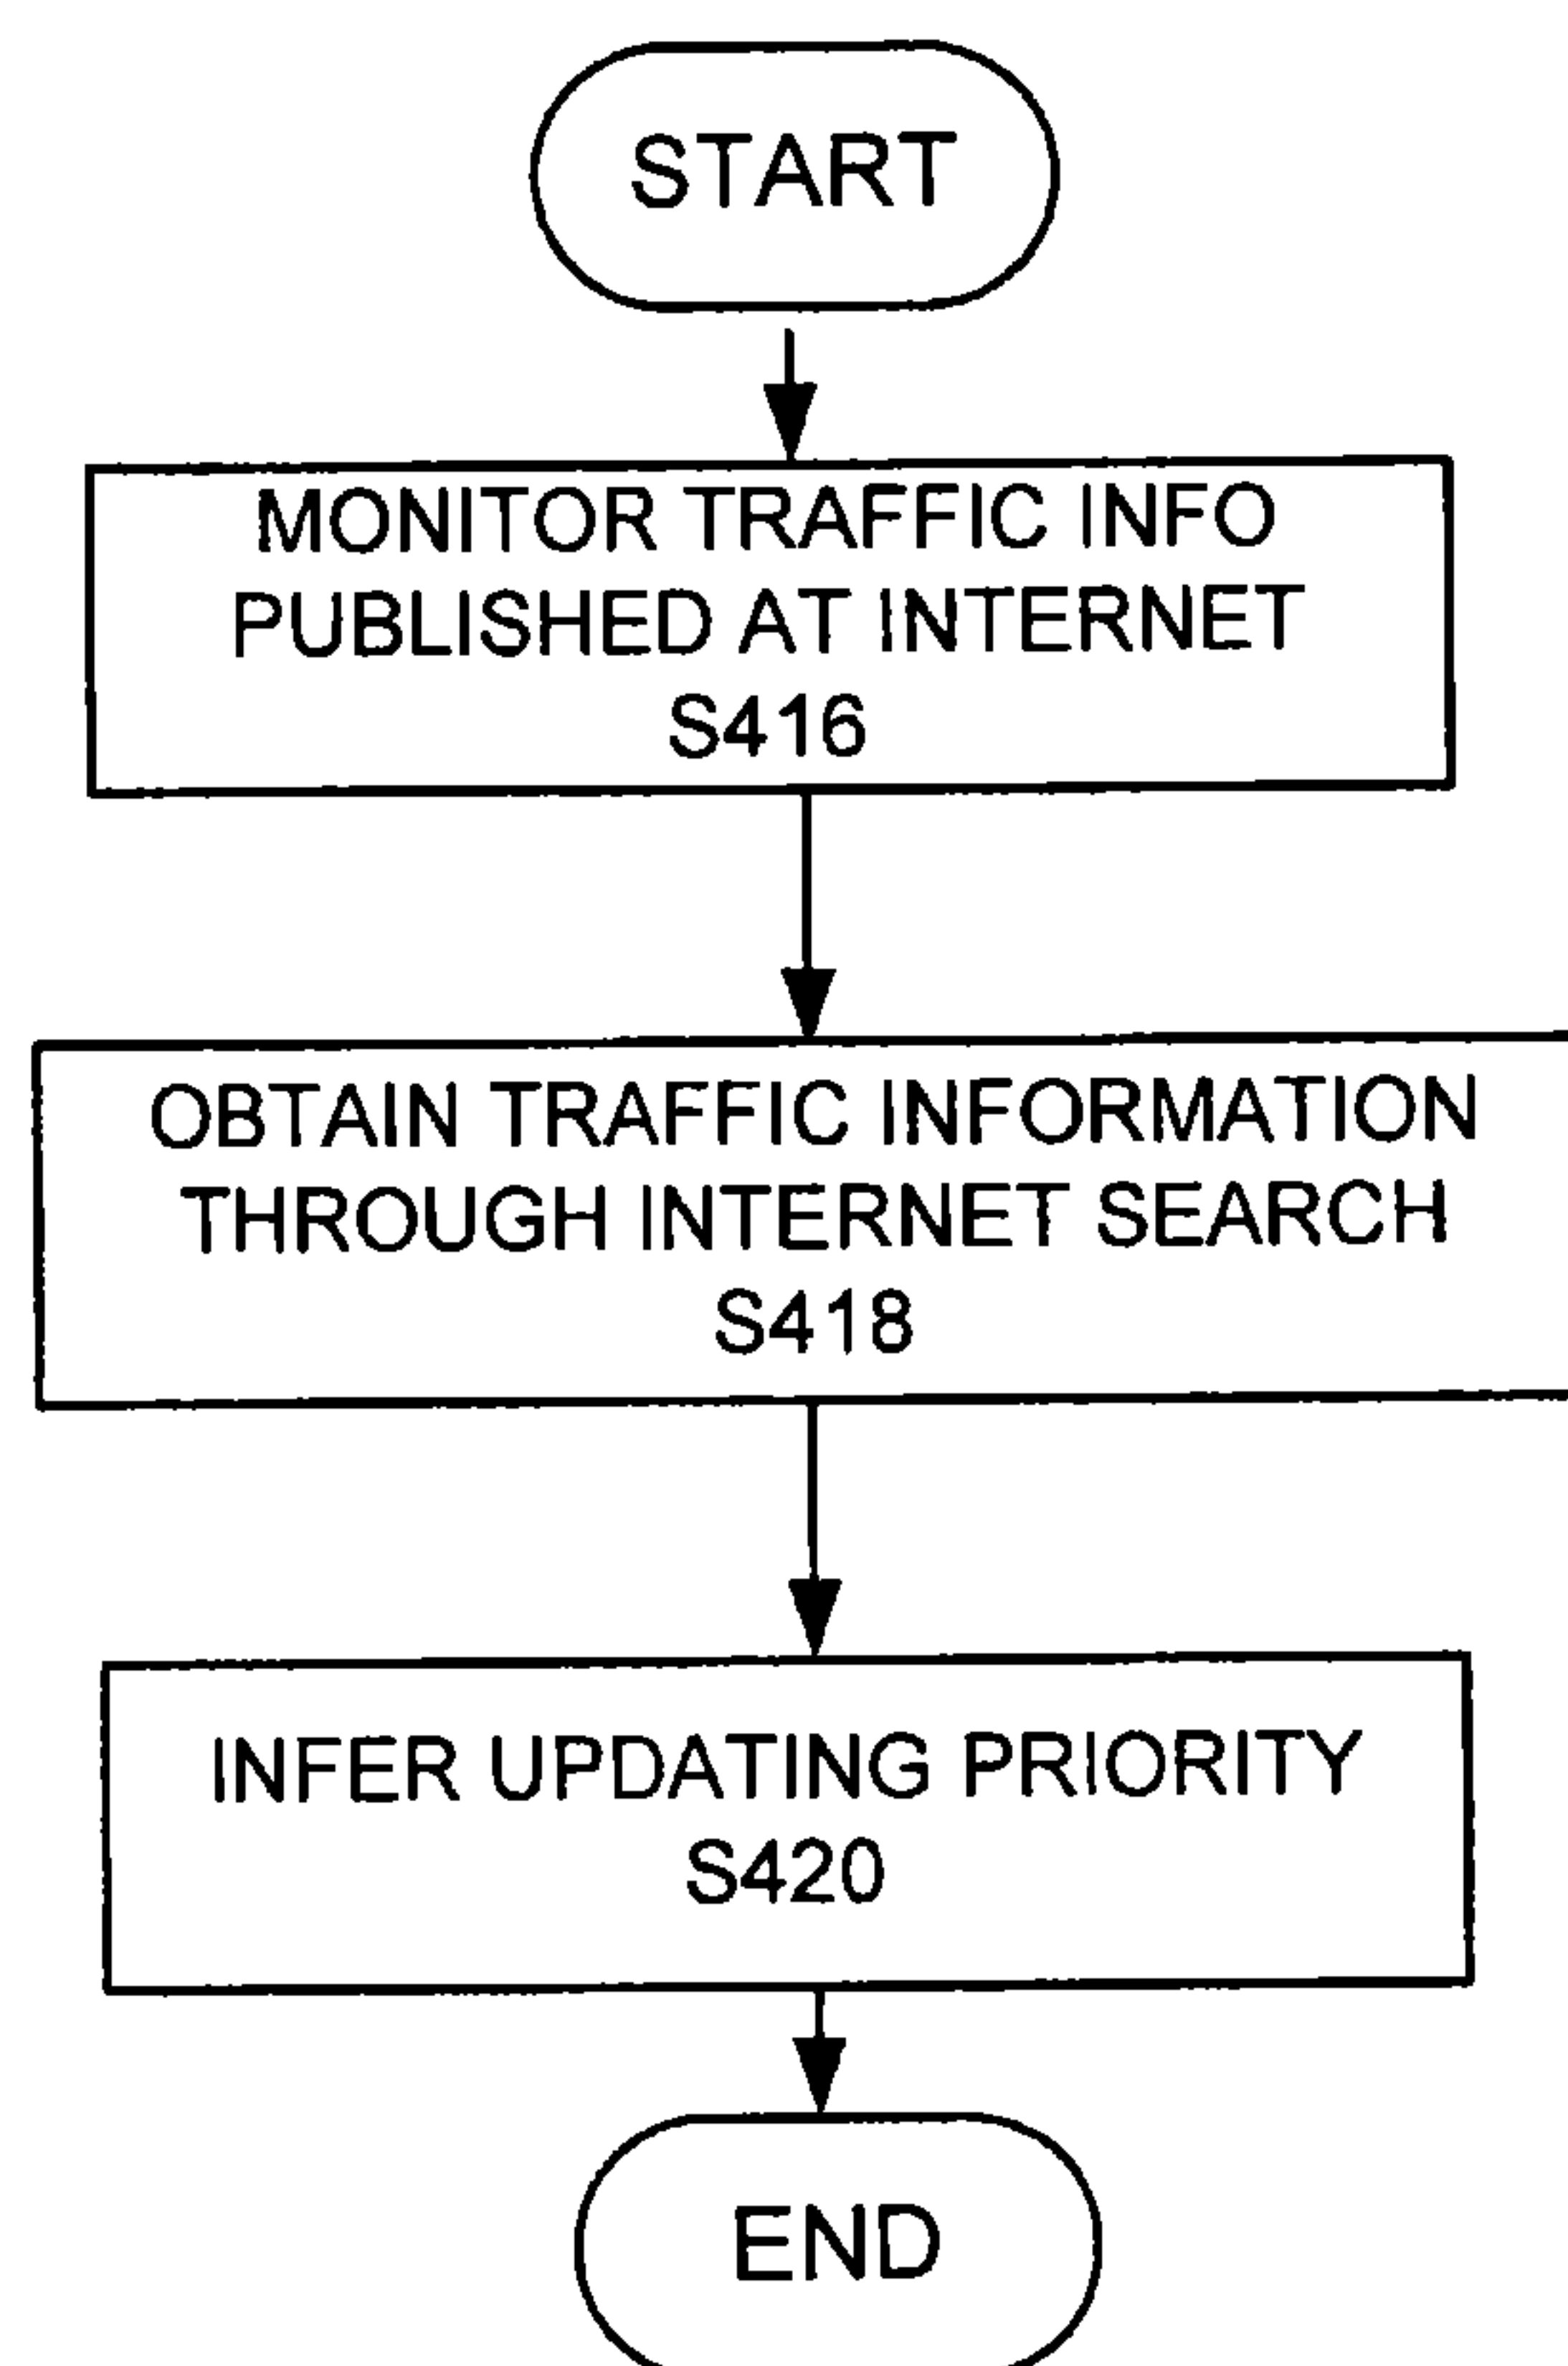 START
MONITOR TRAFFIC INFO
PUBLISHED AT INTERNET
S416
OBTAIN TRAFFIC INFORMATION
THROUGH INTERNET SEARCH
S418
INFER UPDATING PRIORITY
S420
END